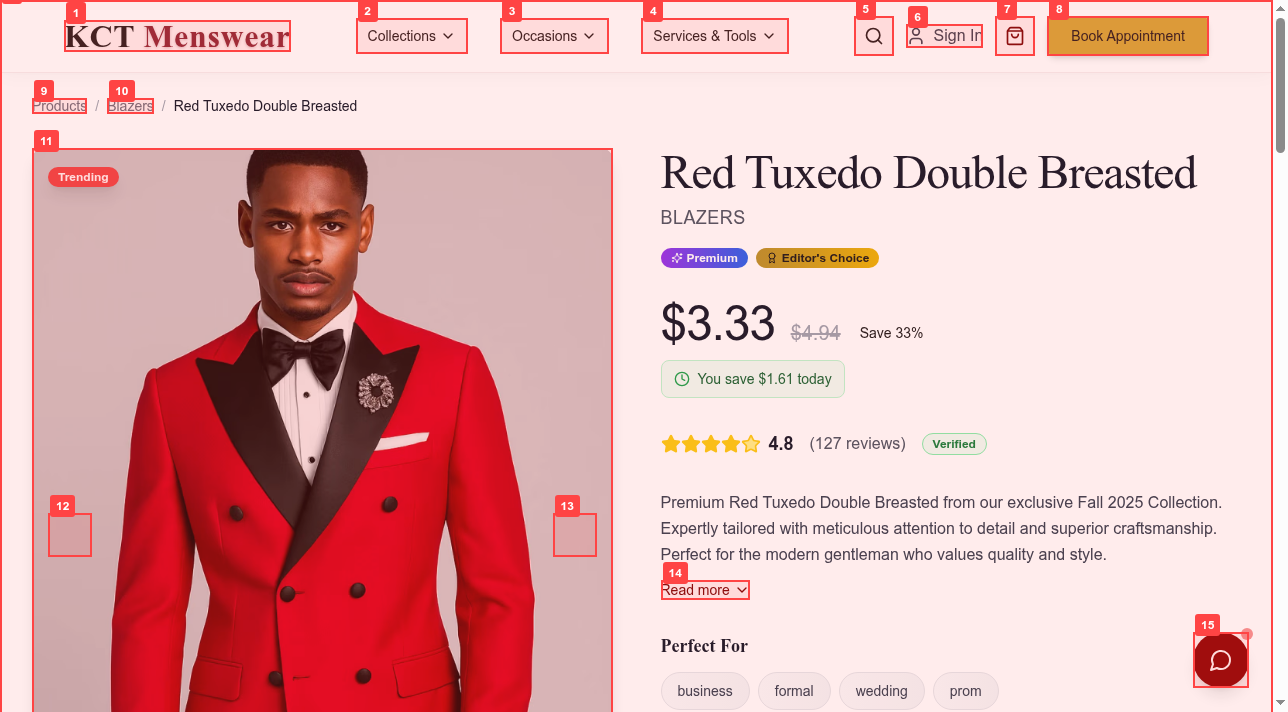 1
2
3
4
5
6
7
8
KCT Menswear
Collections
Occasions
Services & Tools
Sign In
Book Appointment
9
10
Products / Blazers / Red Tuxedo Double Breasted
11
Trending
12
13
Red Tuxedo Double Breasted
BLAZERS
Premium
Editor's Choice
$3.33 $4.94 Save 33%
You save $1.61 today
4.8 (127 reviews) Verified
Premium Red Tuxedo Double Breasted from our exclusive Fall 2025 Collection.
Expertly tailored with meticulous attention to detail and superior craftsmanship.
Perfect for the modern gentleman who values quality and style.
14
Read more
15
Perfect For
business
formal
wedding
prom